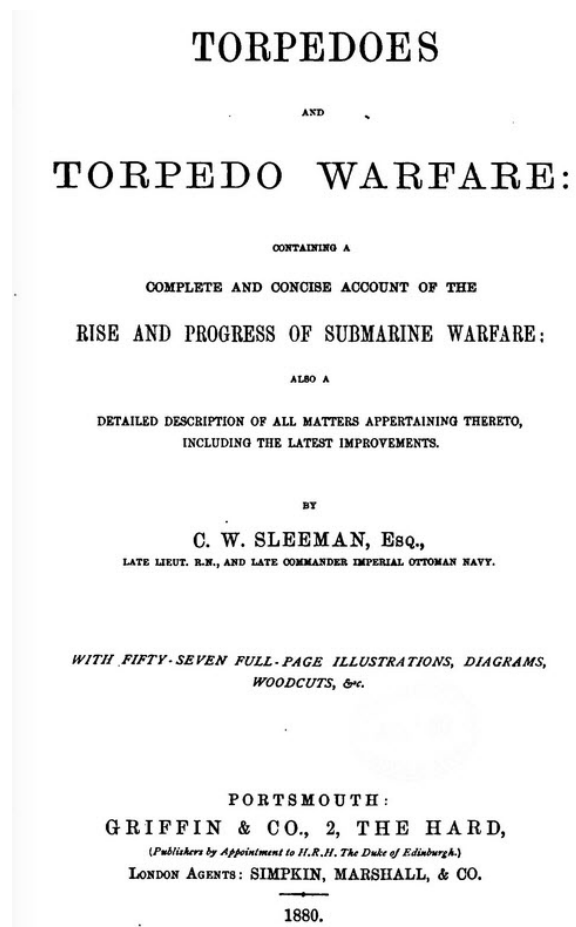 TORPEDOES
AND
TORPEDO WARFARE:
CONTAINING A
COMPLETE AND CONCISE ACCOUNT OF THE
RISE AND PROGRESS OF SUBMARINE WARFARE:
ALSO A
DETAILED DESCRIPTION OF ALL MATTERS APPERTAINING THERETO,
INCLUDING THE LATEST IMPROVEMENTS.
BY
C. W. SLEEMAN, Esq.,
LATE LIEUT. R.N., AND LATE COMMANDER IMPERIAL OTTOMAN NAVY.
WITH FIFTY-SEVEN FULL-PAGE ILLUSTRATIONS, DIAGRAMS,
WOODCUTS, &c.
PORTSMOUTH:
GRIFFIN & CO., 2, THE HARD,
(Publishers by Appointment to H.R.H. The Duke of Edinburgh.)
London Agents: SIMPKIN, MARSHALL, & CO.
1880.